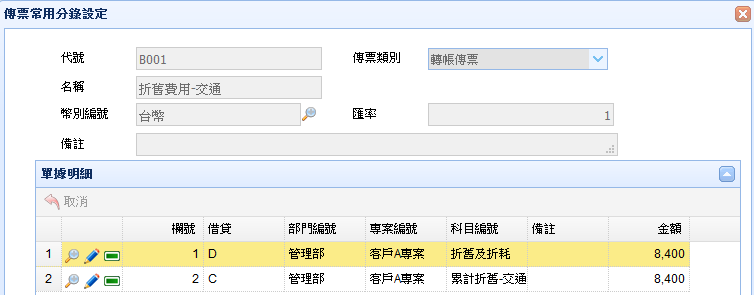 傳票常用分錄設定
代號 B001 傳票類別 轉帳傳票
名稱 折舊費用-交通
幣別編號 台幣 匯率 1
備註
單據明細
取消
欄號 借貸 部門編號 專案編號 科目編號 備註 金額
1 1 D 管理部 客戶A專案 折舊及折耗 8,400
2 2 C 管理部 客戶A專案 累計折舊-交通 8,400